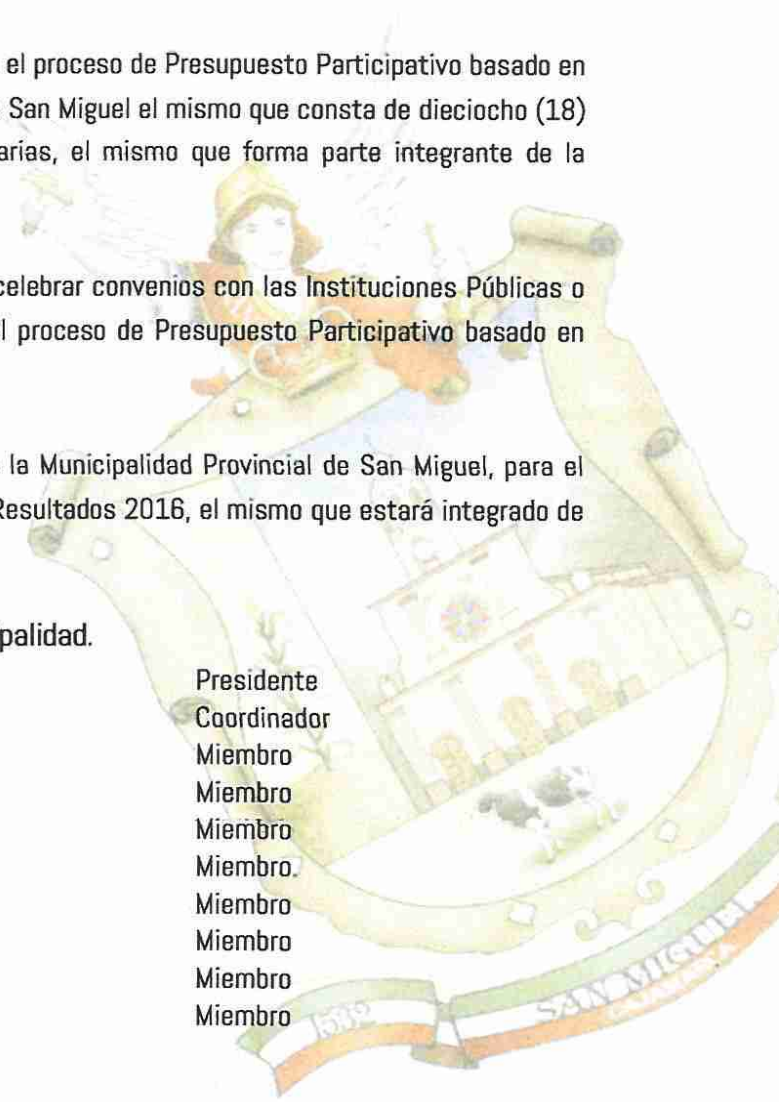 el proceso de Presupuesto Participativo basado en
San Miguel el mismo que consta de dieciocho (18)
arias, el mismo que forma parte integrante de la
celebrar convenios con las Instituciones Públicas o
l proceso de Presupuesto Participativo basado en
la Municipalidad Provincial de San Miguel, para el
Resultados 2016, el mismo que estará integrado de
palidad.
Presidente
Coordinador
Miembro
Miembro
Miembro
Miembro.
Miembro
Miembro
Miembro
Miembro
1532
SAN MIGUEL
CAJAMARCA